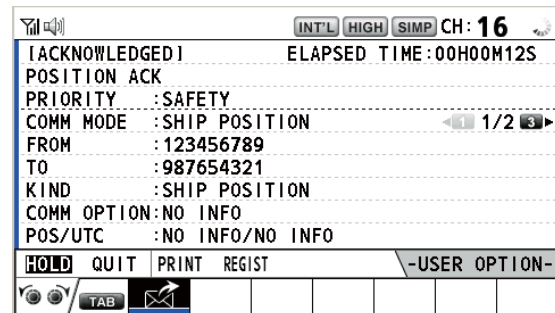 INT'L HIGH SIMP CH: 16
[ACKNOWLEDGED] ELAPSED TIME:00H00M12S
POSITION ACK
PRIORITY :SAFETY
COMM MODE :SHIP POSITION 1 1/2 3
FROM :123456789
TO :987654321
KIND :SHIP POSITION
COMM OPTION:NO INFO
POS/UTC :NO INFO/NO INFO
HOLD QUIT PRINT REGIST -USER OPTION-
TAB